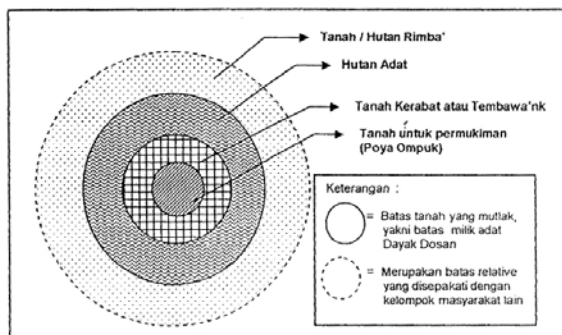 Tanah / Hutan Rimba'
Hutan Adat
Tanah Kerabat atau Tembawa'nk
Tanah untuk permukiman
(Poya Ompuk)
Keterangan :
= Batas tanah yang mutlak,
yakni batas milik adat
Dayak Dosan
= Merupakan batas relative
yang disepakati dengan
kelompok masyarakat lain